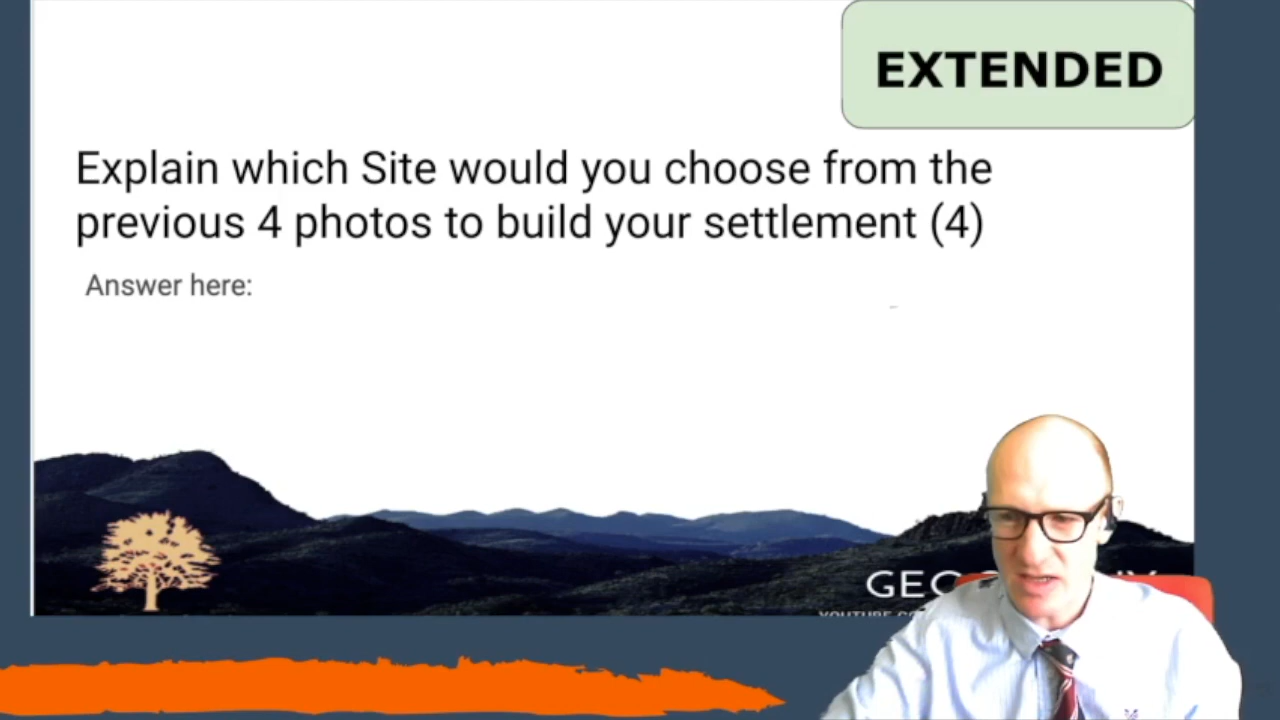 EXTENDED
Explain which Site would you choose from the
previous 4 photos to build your settlement (4)
Answer here: